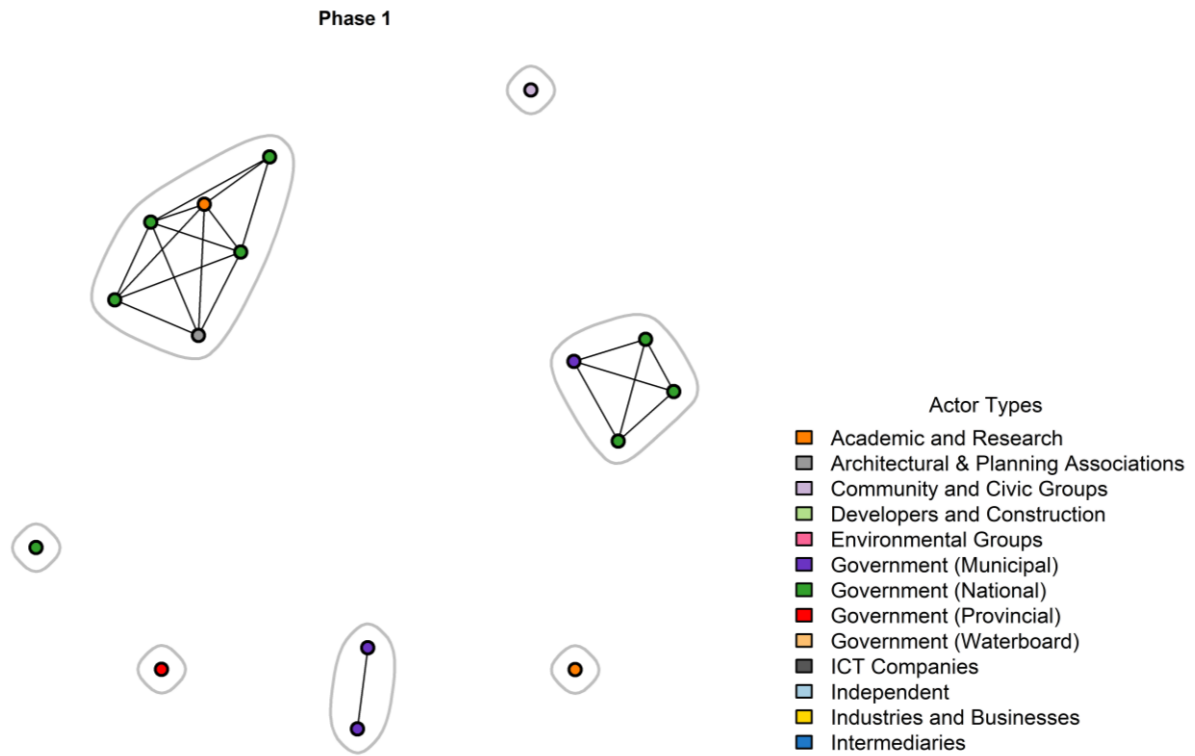 Phase 1
Actor Types
Academic and Research
Architectural & Planning Associations
Community and Civic Groups
Developers and Construction
Environmental Groups
Government (Municipal)
Government (National)
Government (Provincial)
Government (Waterboard)
ICT Companies
Independent
Industries and Businesses
Intermediaries